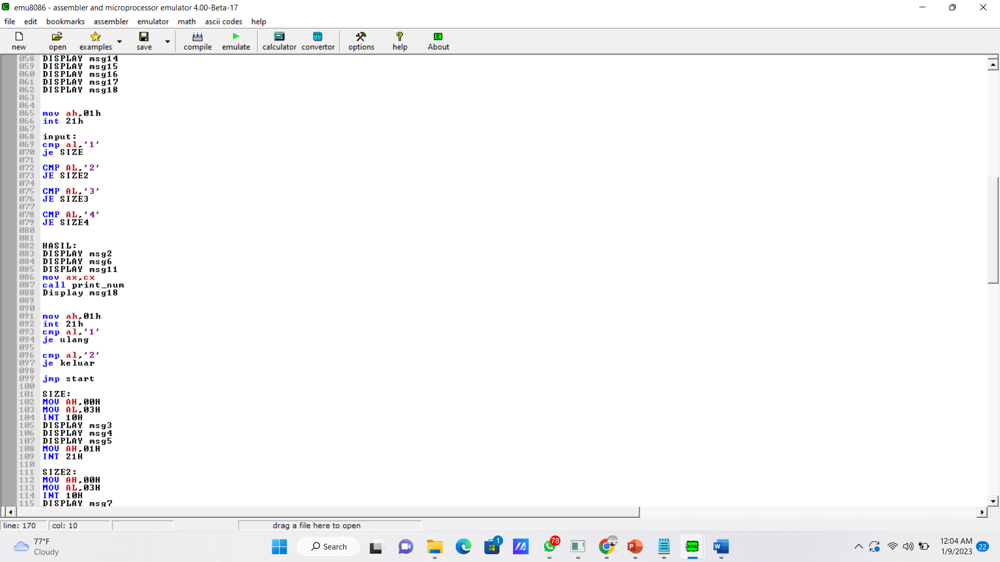 emu8086 - assembler and microprocessor emulator 4.00-Beta-17
file edit bookmarks assembler emulator math ascii codes help
new open examples save compile emulate calculator convertor options help About
058 DISPLAY msg14
059 DISPLAY msg15
060 DISPLAY msg16
061 DISPLAY msg17
062 DISPLAY msg18
063
064
065 mov ah,01h
066 int 21h
067
068 input:
069 cmp al,'1'
070 je SIZE
071
072 CMP AL,'2'
073 JE SIZE2
074
075 CMP AL,'3'
076 JE SIZE3
077
078 CMP AL,'4'
079 JE SIZE4
080
081
082 HASIL:
083 DISPLAY msg2
084 DISPLAY msg6
085 DISPLAY msg11
086 mov ax,cx
087 call print_num
088 Display msg18
089
090
091 mov ah,01h
092 int 21h
093 cmp al,'1'
094 je ulang
095
096 cmp al,'2'
097 je keluar
098
099 jmp start
100
101 SIZE:
102 MOV AH,00H
103 MOV AL,03H
104 INT 10H
105 DISPLAY msg3
106 DISPLAY msg4
107 DISPLAY msg5
108 MOV AH,01H
109 INT 21H
110
111 SIZE2:
112 MOV AH,00H
113 MOV AL,03H
114 INT 10H
115 DISPLAY msg7
line: 170 col: 10 drag a file here to open
77°F
Cloudy
Search
1
78
12:04 AM
1/9/2023
22